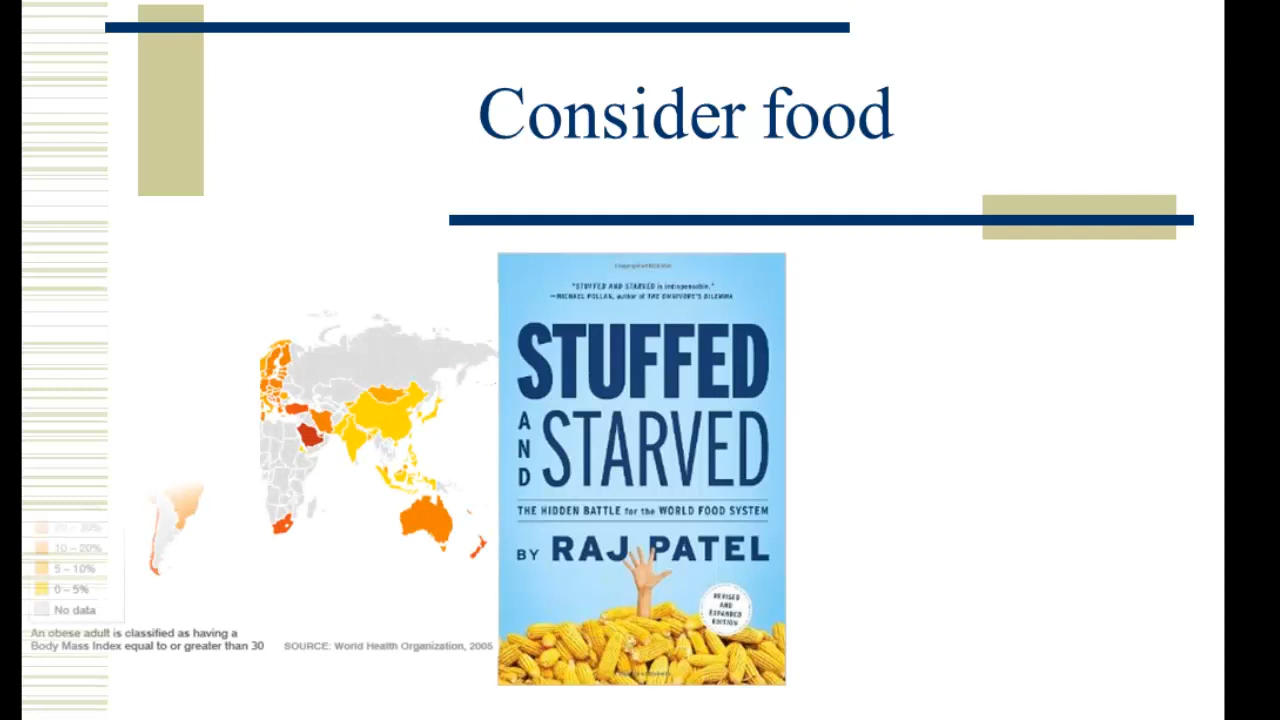 Consider food
"STUFFED AND STARVED is indispensable."
—MICHAEL POLLAN, author of THE OMNIVORE'S DILEMMA
STUFFED
AND
STARVED
THE HIDDEN BATTLE for the WORLD FOOD SYSTEM
BY RAJ PATEL
REVISED
AND
EXPANDED
EDITION
20 – 30%
10 – 20%
5 – 10%
0 – 5%
No data
An obese adult is classified as having a
Body Mass Index equal to or greater than 30
SOURCE: World Health Organization, 2005